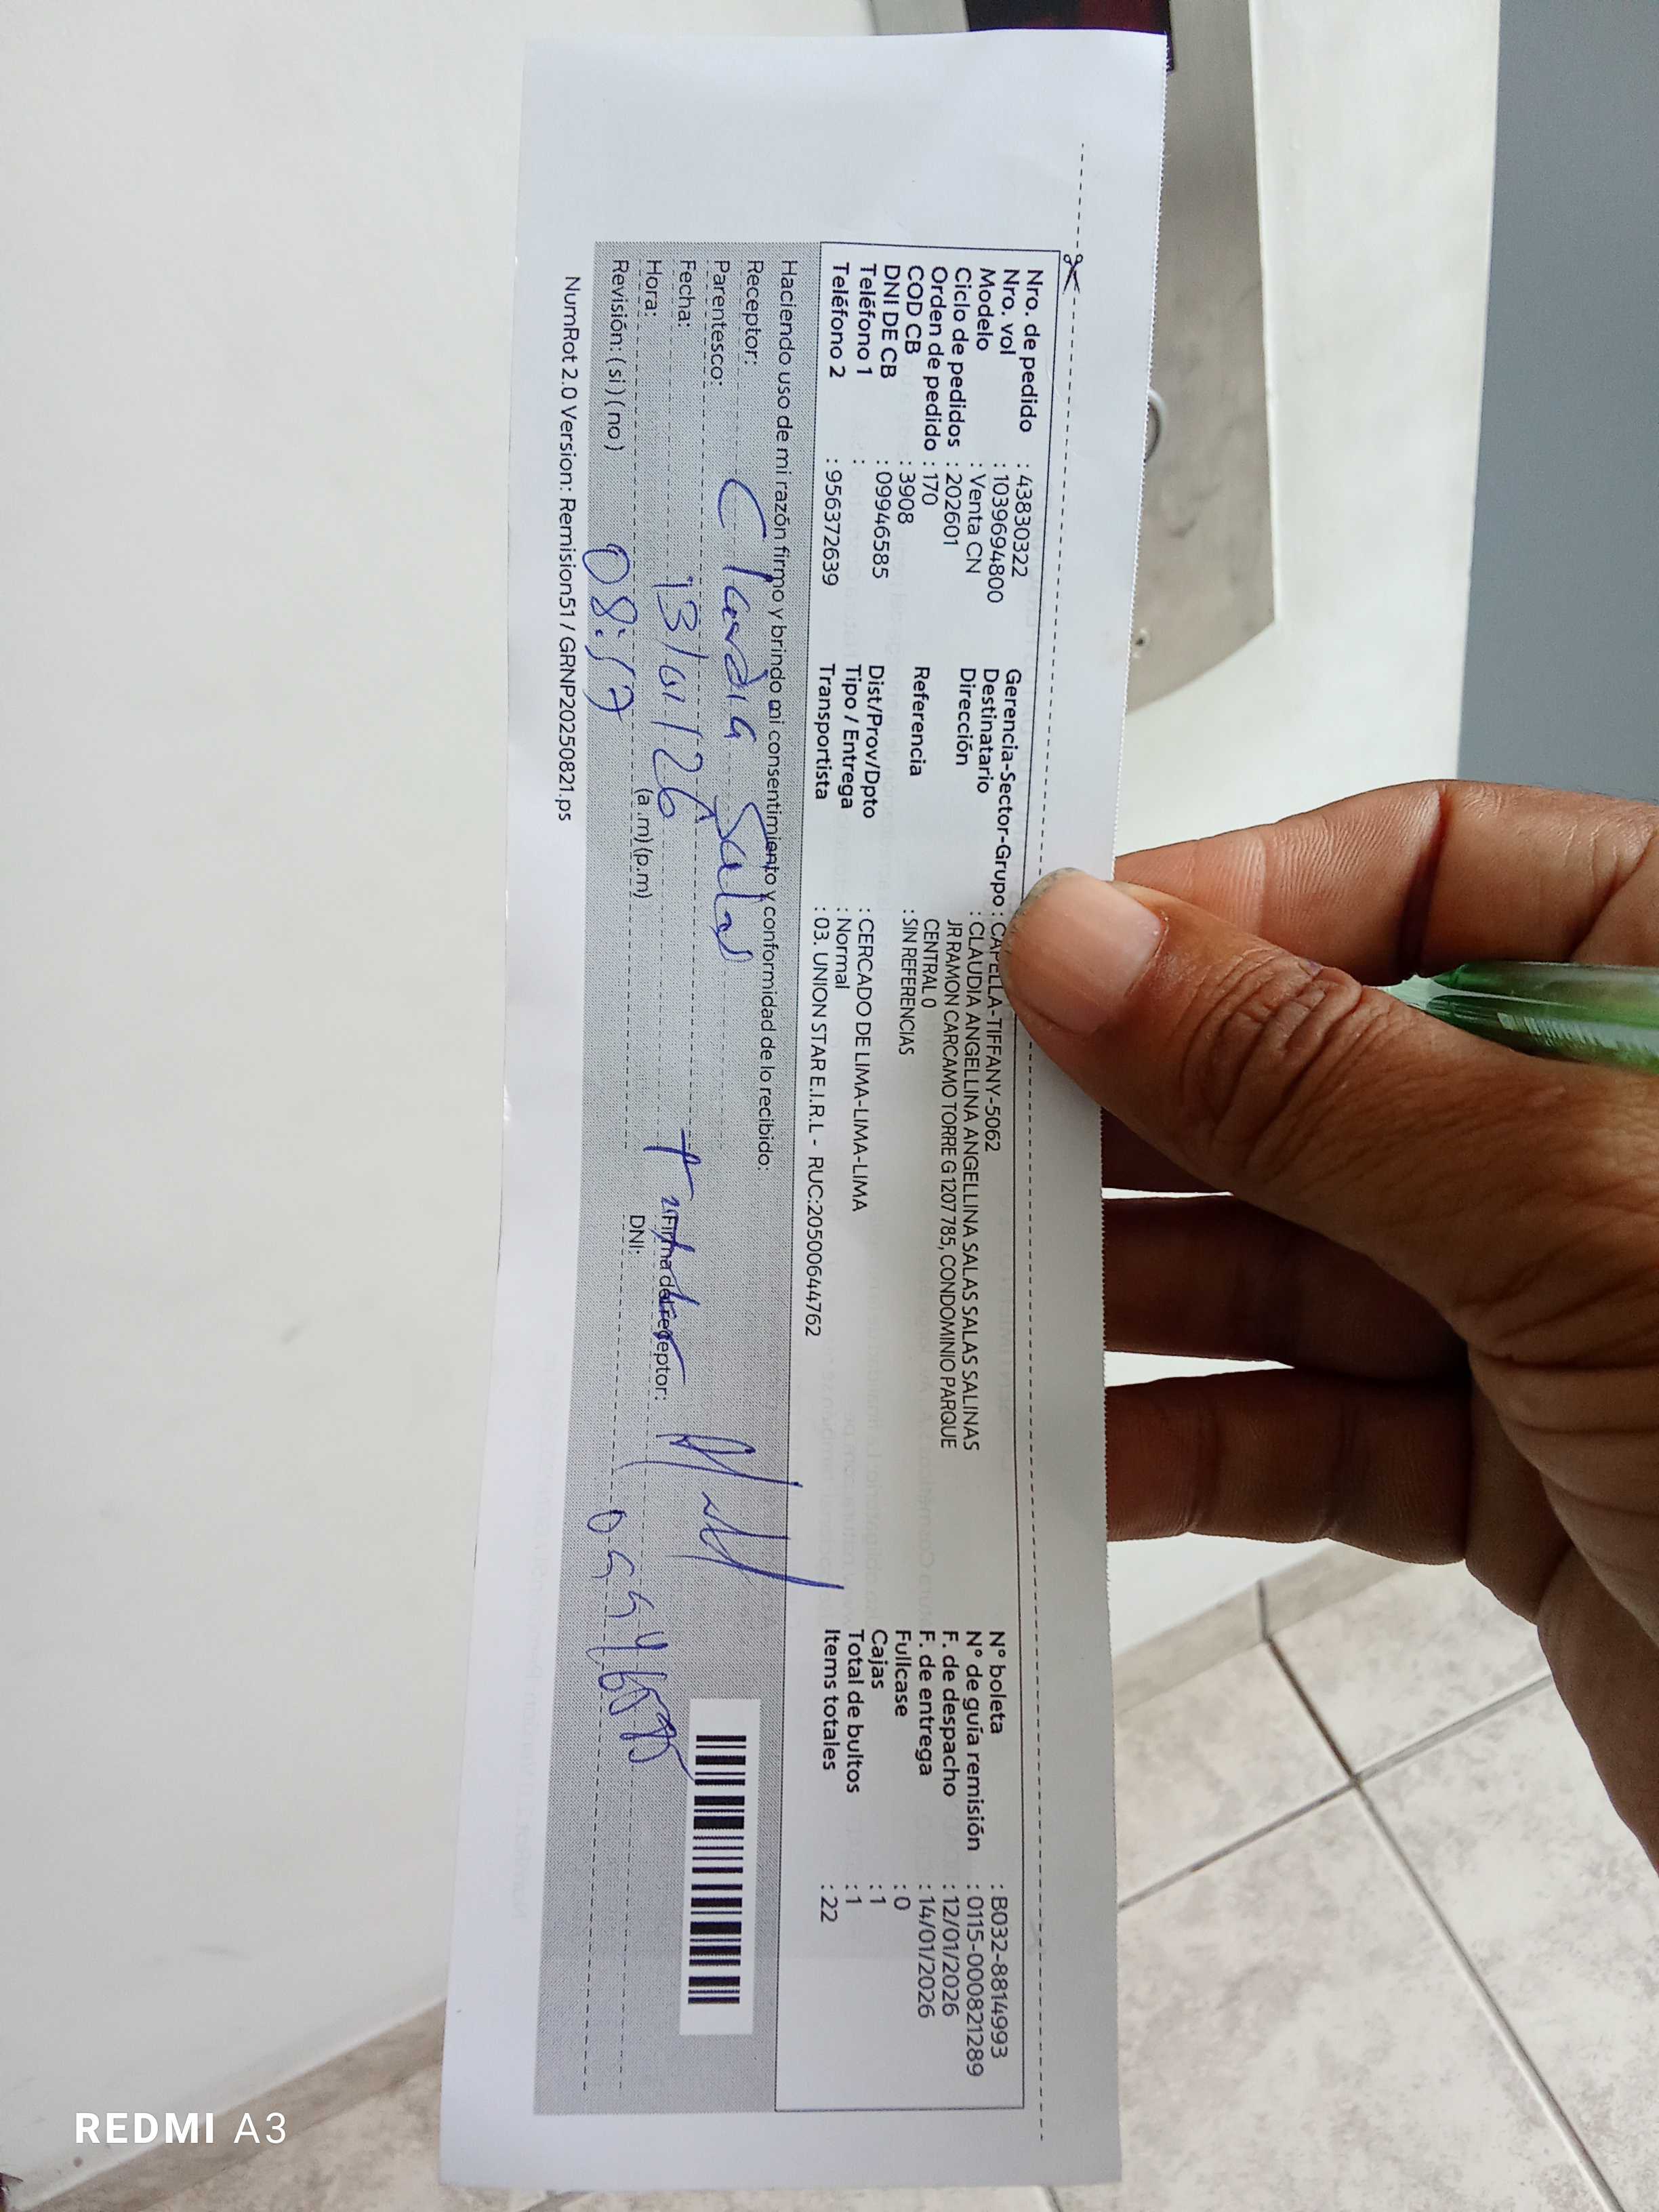 Nro. de pedido : 43830322
Nro. vol : 1039694800
Modelo : Venta CN
Ciclo de pedidos : 202601
Orden de pedido : 170
COD CB : 3908
DNI DE CB : 09946585
Teléfono 1 :
Teléfono 2 : 956372639
Gerencia-Sector-Grupo : CAPELLA-TIFFANY-5062
Destinatario : CLAUDIA ANGELLINA ANGELLINA SALAS SALAS SALINAS
Dirección JR RAMON CARCAMO TORRE G 1207 785, CONDOMINIO PARQUE
CENTRAL 0
Referencia : SIN REFERENCIAS
Dist/Prov/Dpto : CERCADO DE LIMA-LIMA-LIMA
Tipo / Entrega : Normal
Transportista : 03. UNION STAR E.I.R.L - RUC:20500644762
N° boleta : B032-8814993
N° de guía remisión : 0115-000821289
F. de despacho : 12/01/2026
F. de entrega : 14/01/2026
Fullcase : 0
Cajas : 1
Total de bultos : 1
Items totales : 22
Haciendo uso de mi razón firmo y brindo mi consentimiento y conformidad de lo recibido:
Receptor: Claudia Salas
Parentesco:
Fecha: 13/01/26
Hora: 08:57 (a.m) (p.m)
Revisión: ( si ) ( no )
Firma del receptor:
DNI: 09946585
NumRot 2.0 Version: Remision51 / GRNP20250821.ps
REDMI A3